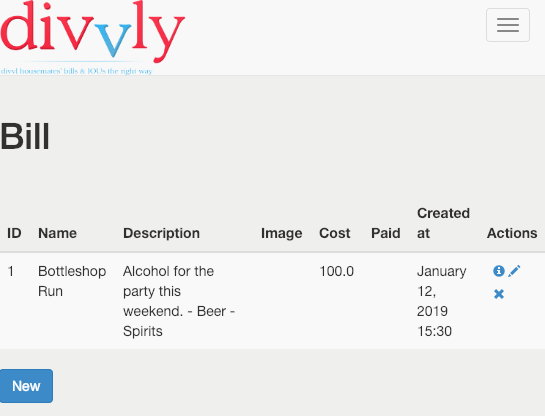 divvly
divvl housemates' bills & IOUs the right way
Bill
ID Name Description Image Cost Paid Created at Actions
1 Bottleshop Run Alcohol for the party this weekend. - Beer - Spirits 100.0 January 12, 2019 15:30
New